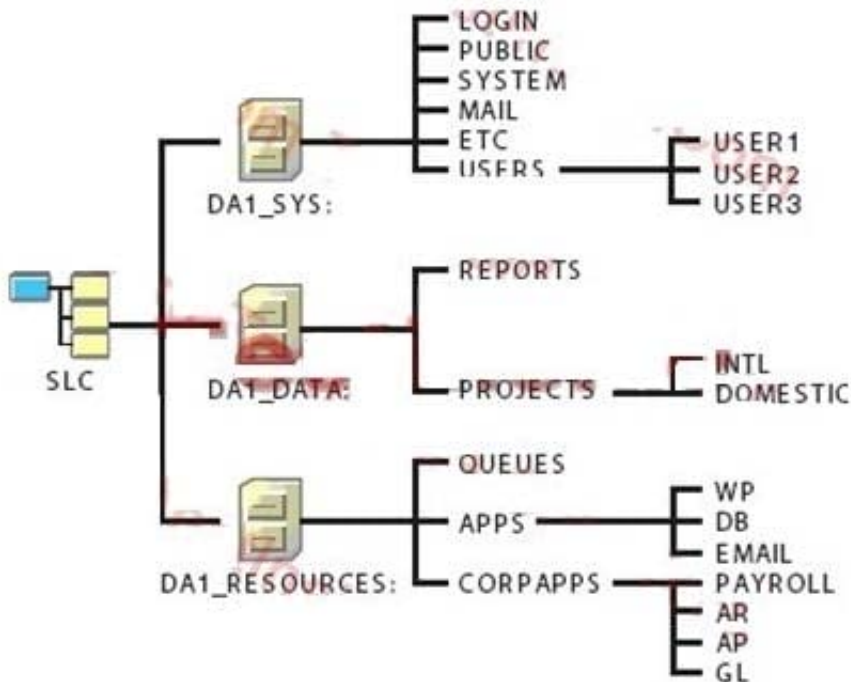 LOGIN
PUBLIC
SYSTEM
MAIL
ETC
USERS
USER1
USER2
USER3
DA1_SYS:
REPORTS
SLC
DA1_DATA:
PROJECTS
INTL
DOMESTIC
QUEUES
APPS
WP
DB
EMAIL
DA1_RESOURCES:
CORPAPPS
PAYROLL
AR
AP
GL